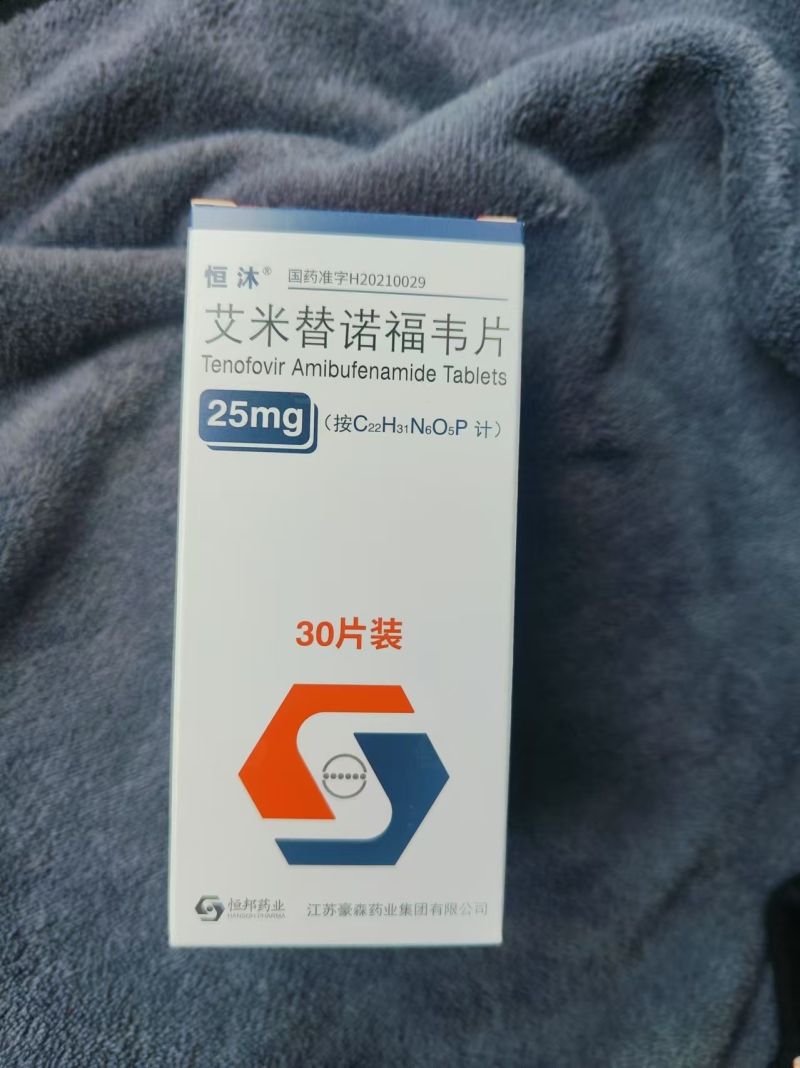 恒沐®
国药准字H20210029
艾米替诺福韦片
Tenofovir Amibufenamide Tablets
25mg
（按C₂₂H₃₁N₆O₅P 计）
30片装
恒邦药业
江苏豪森药业集团有限公司